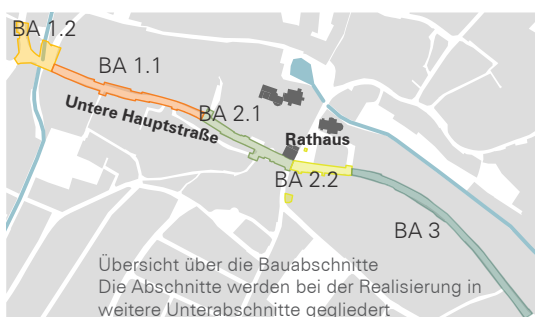 BA 1.2
BA 1.1
Untere Hauptstraße
BA 2.1
Rathaus
BA 2.2
BA 3
Übersicht über die Bauabschnitte
Die Abschnitte werden bei der Realisierung in
weitere Unterabschnitte gegliedert